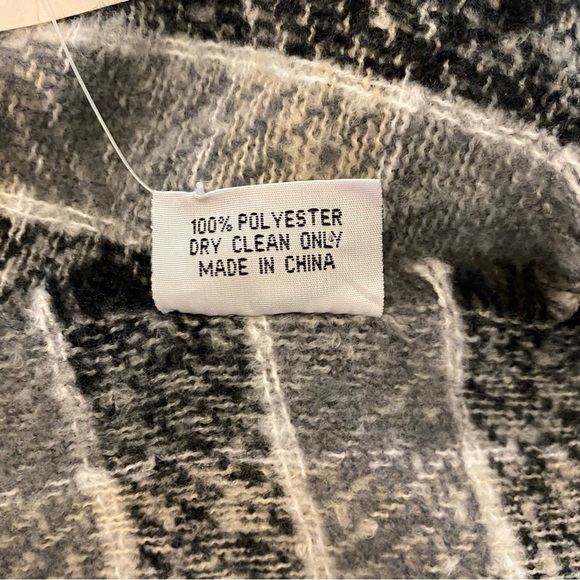 100% POLYESTER
DRY CLEAN ONLY
MADE IN CHINA